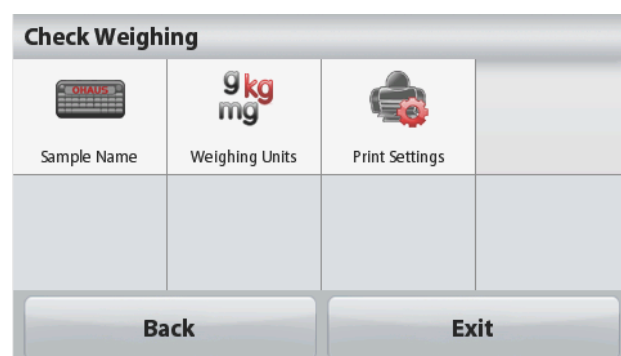 Check Weighing
OHAUS
g kg
mg
Sample Name
Weighing Units
Print Settings
Back
Exit